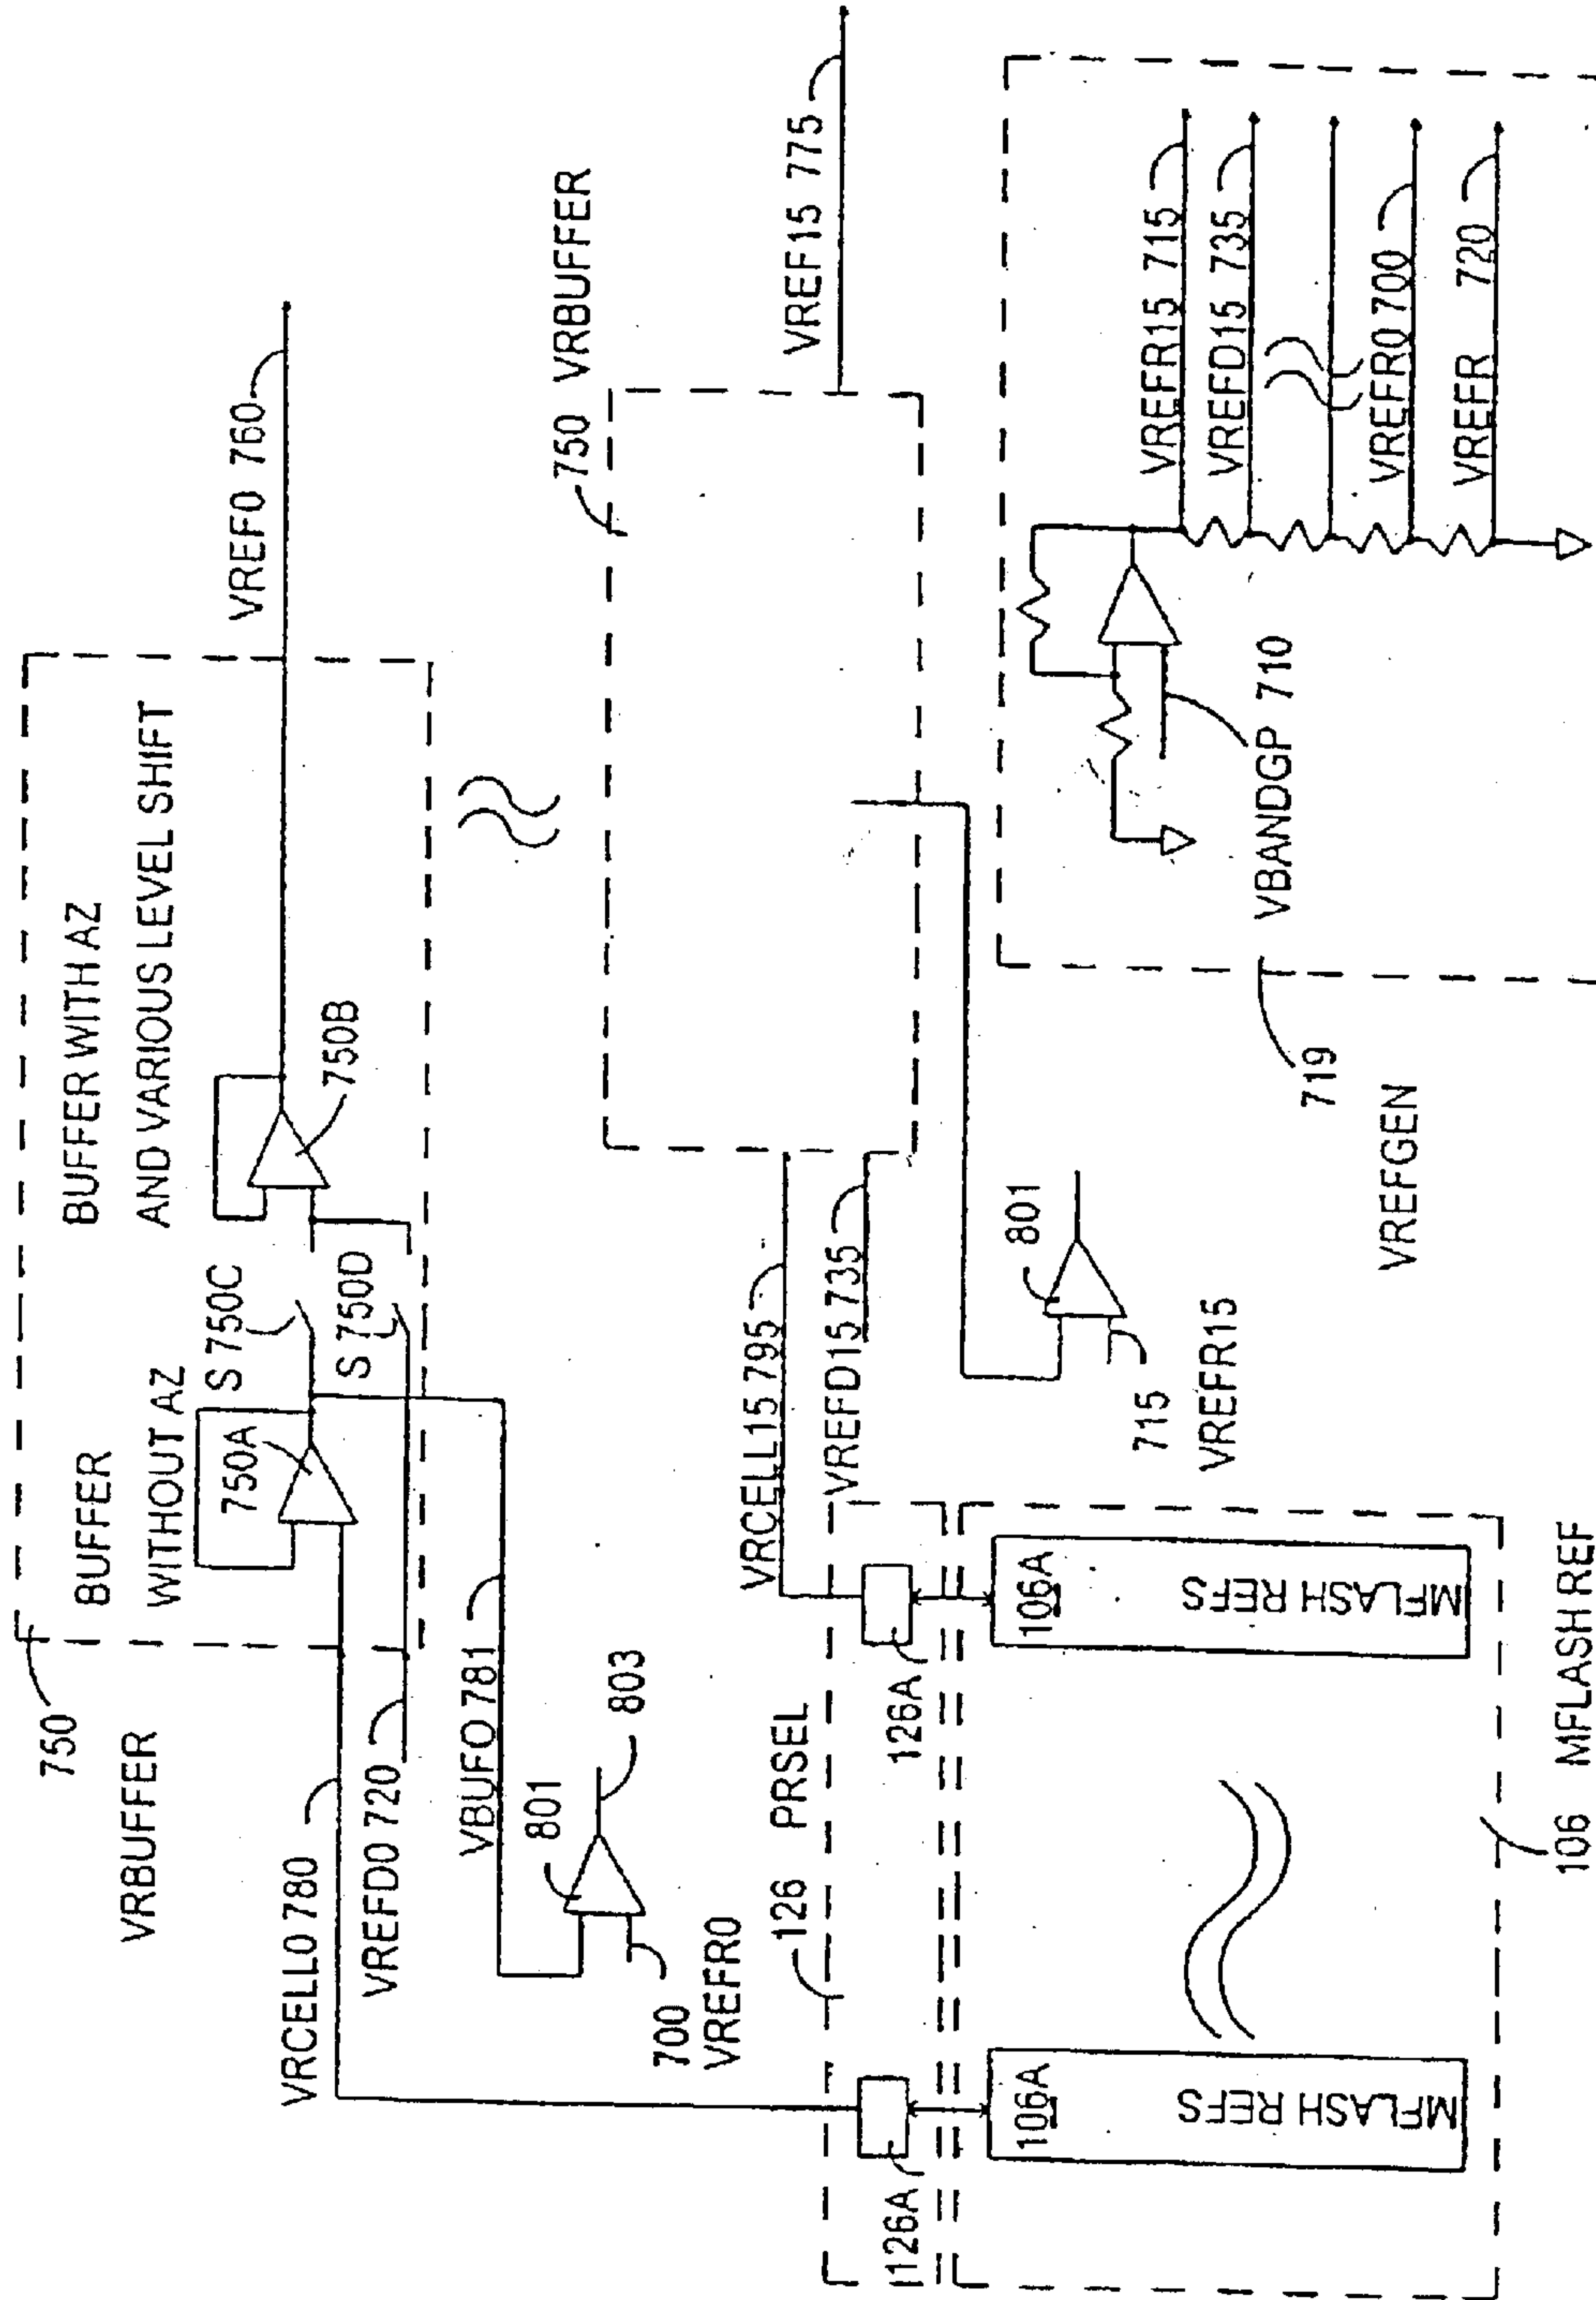 750
VRBUFFER
BUFFER
WITHOUT AZ
750A
S 750C
S 750D
BUFFER WITH AZ
AND VARIOUS LEVEL SHIFT
750B
VREF0 760
VRCELL0 780
VREFD0 720
VBUFO 781
801
803
700
VREFR0
750 VRBUFFER
VREF15 775
VRCELL15 795
VREFD15 735
801
715
VREFR15
126 PRSEL
126A
126A
106A
MFLASH REFS
106A
MFLASH REFS
106 MFLASH REF
719
VREFGEN
VBANDGP 710
VREFR15 715
VREFD15 735
VREFR0 700
VREFR 720